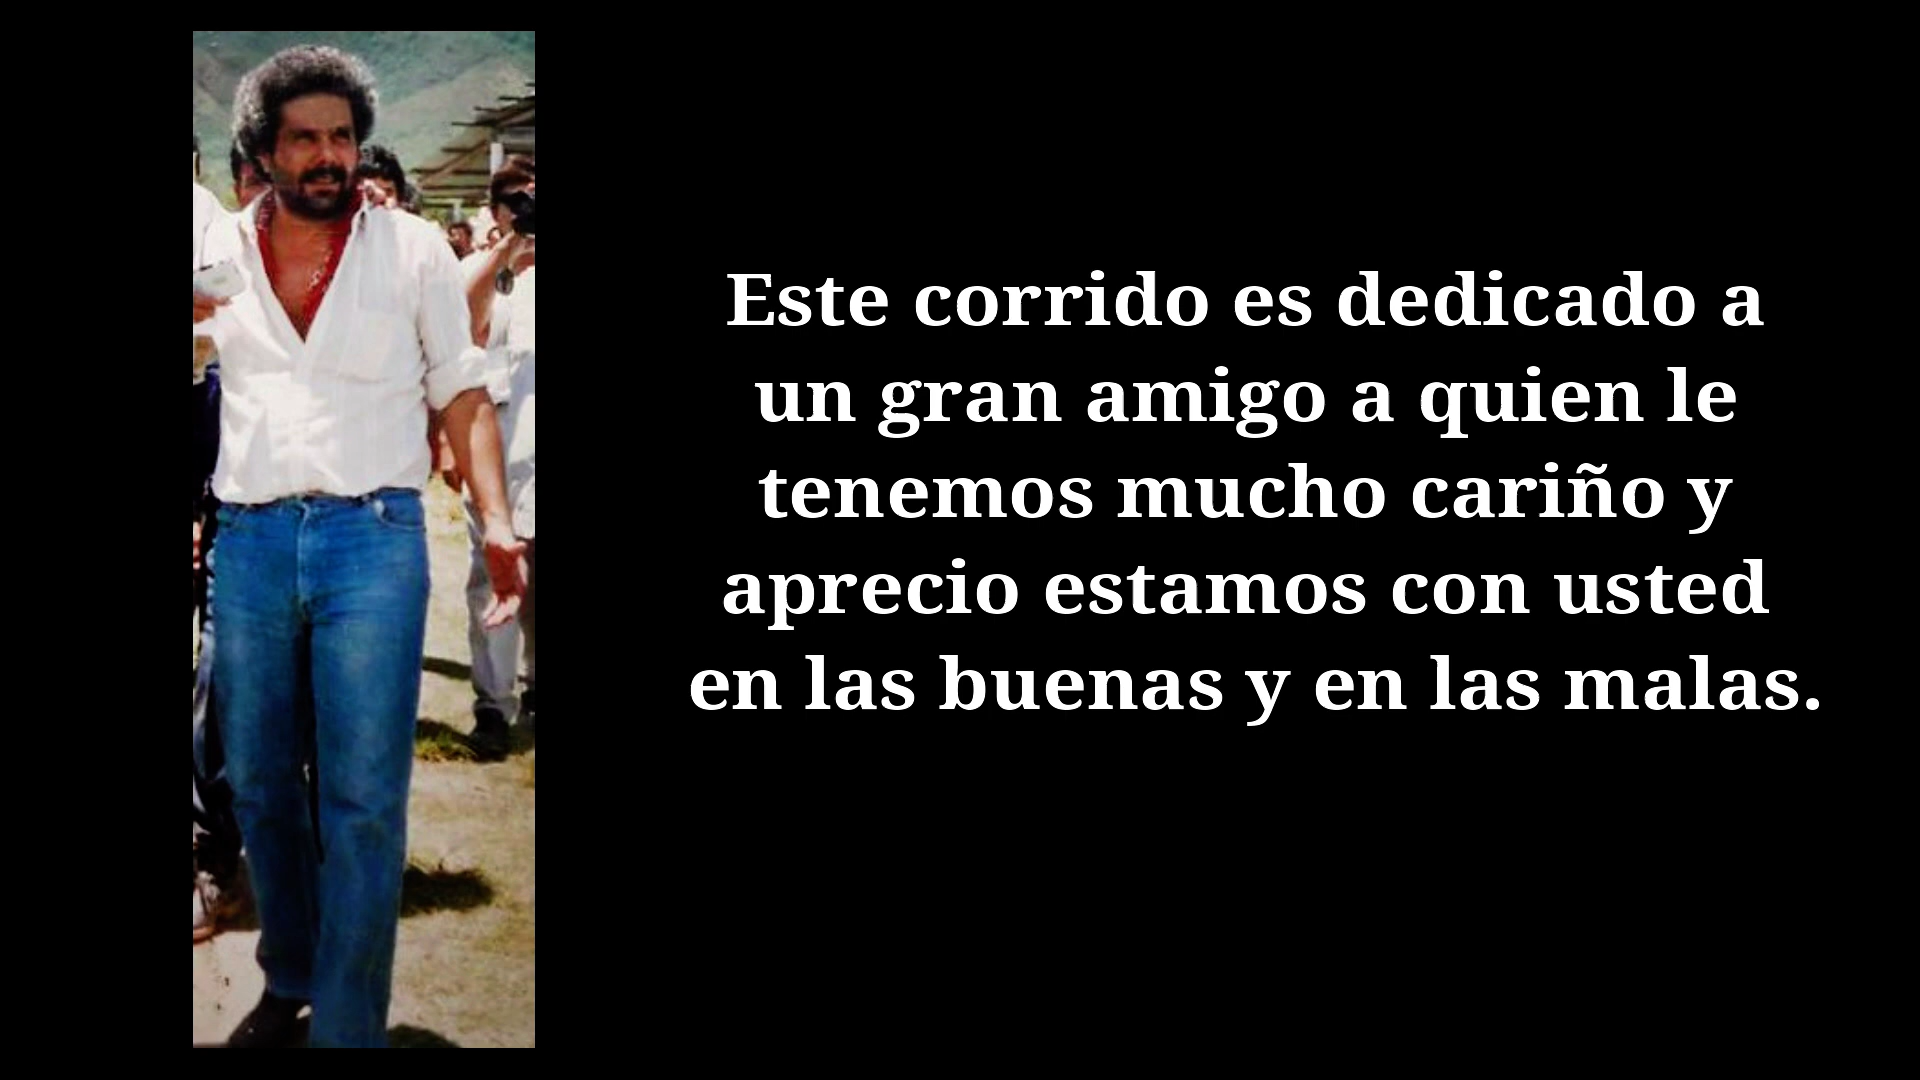 Este corrido es dedicado a
un gran amigo a quien le
tenemos mucho cariño y
aprecio estamos con usted
en las buenas y en las malas.